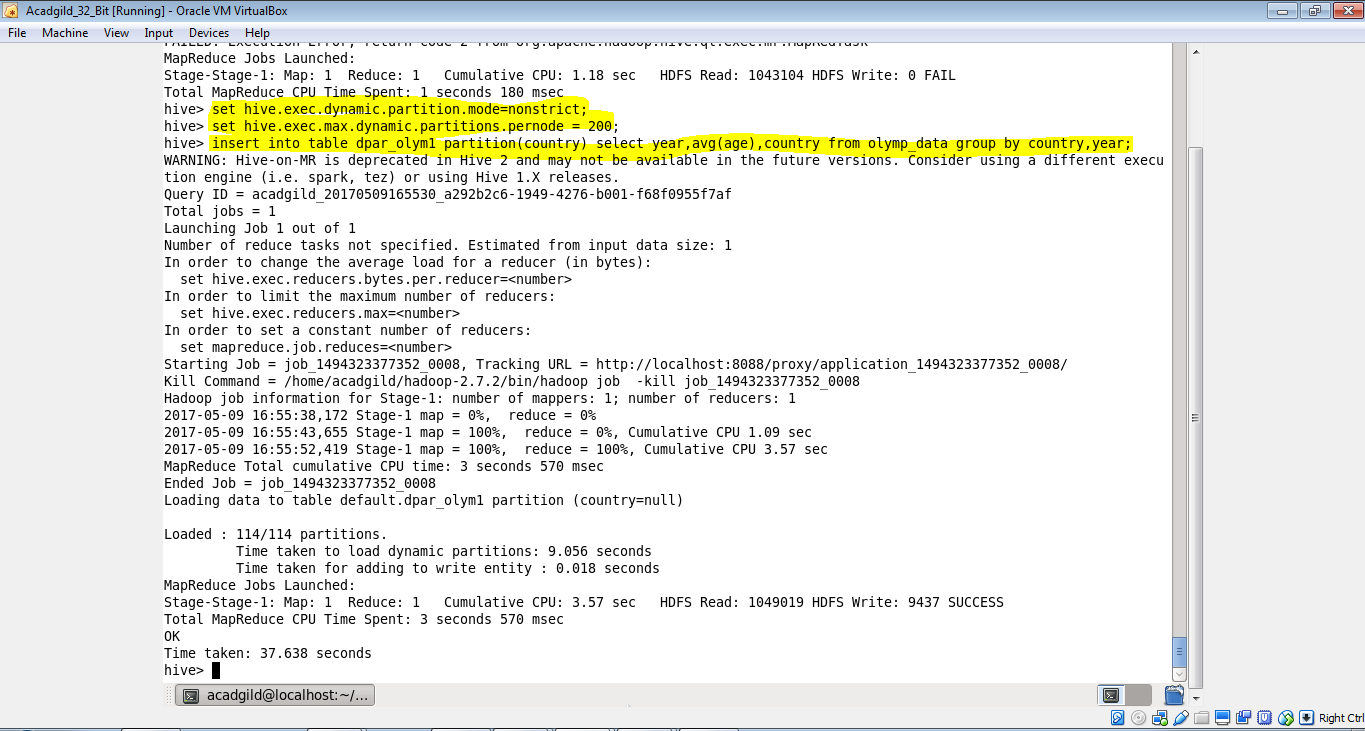 Acadgild_32_Bit [Running] - Oracle VM VirtualBox
File Machine View Input Devices Help
FAILED: Execution Error, return code 2 from org.apache.hadoop.hive.ql.exec.mr.MapRedTask
MapReduce Jobs Launched:
Stage-Stage-1: Map: 1  Reduce: 1   Cumulative CPU: 1.18 sec   HDFS Read: 1043104 HDFS Write: 0 FAIL
Total MapReduce CPU Time Spent: 1 seconds 180 msec
hive> set hive.exec.dynamic.partition.mode=nonstrict;
hive> set hive.exec.max.dynamic.partitions.pernode = 200;
hive> insert into table dpar_olym1 partition(country) select year,avg(age),country from olymp_data group by country,year;
WARNING: Hive-on-MR is deprecated in Hive 2 and may not be available in the future versions. Consider using a different execu
tion engine (i.e. spark, tez) or using Hive 1.X releases.
Query ID = acadgild_20170509165530_a292b2c6-1949-4276-b001-f68f0955f7af
Total jobs = 1
Launching Job 1 out of 1
Number of reduce tasks not specified. Estimated from input data size: 1
In order to change the average load for a reducer (in bytes):
  set hive.exec.reducers.bytes.per.reducer=<number>
In order to limit the maximum number of reducers:
  set hive.exec.reducers.max=<number>
In order to set a constant number of reducers:
  set mapreduce.job.reduces=<number>
Starting Job = job_1494323377352_0008, Tracking URL = http://localhost:8088/proxy/application_1494323377352_0008/
Kill Command = /home/acadgild/hadoop-2.7.2/bin/hadoop job  -kill job_1494323377352_0008
Hadoop job information for Stage-1: number of mappers: 1; number of reducers: 1
2017-05-09 16:55:38,172 Stage-1 map = 0%,  reduce = 0%
2017-05-09 16:55:43,655 Stage-1 map = 100%,  reduce = 0%, Cumulative CPU 1.09 sec
2017-05-09 16:55:52,419 Stage-1 map = 100%,  reduce = 100%, Cumulative CPU 3.57 sec
MapReduce Total cumulative CPU time: 3 seconds 570 msec
Ended Job = job_1494323377352_0008
Loading data to table default.dpar_olym1 partition (country=null)
Loaded : 114/114 partitions.
         Time taken to load dynamic partitions: 9.056 seconds
         Time taken for adding to write entity : 0.018 seconds
MapReduce Jobs Launched:
Stage-Stage-1: Map: 1  Reduce: 1   Cumulative CPU: 3.57 sec   HDFS Read: 1049019 HDFS Write: 9437 SUCCESS
Total MapReduce CPU Time Spent: 3 seconds 570 msec
OK
Time taken: 37.638 seconds
hive>
acadgild@localhost:~/...
Right Ctrl